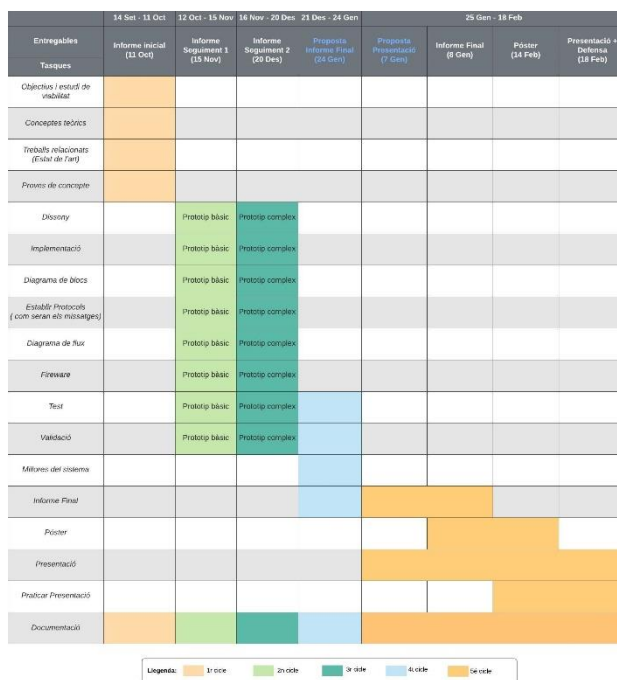 14 Set - 11 Oct 12 Oct - 15 Nov 16 Nov - 20 Des 21 Des - 24 Gen 25 Gen - 18 Feb
Entregables
Tasques
Informe inicial
(11 Oct)
Informe
Seguiment 1
(15 Nov)
Informe
Seguiment 2
(20 Des)
Proposta
Informe Final
(24 Gen)
Proposta
Presentació
(7 Gen)
Informe Final
(8 Gen)
Pòster
(14 Feb)
Presentació +
Defensa
(18 Feb)
Objectius i estudi de
viabilitat
Conceptes teòrics
Treballs relacionats
(Estat de l'art)
Proves de concepte
Disseny Prototip bàsic Prototip complex
Implementació Prototip bàsic Prototip complex
Diagrama de blocs Prototip bàsic Prototip complex
Establir Protocols
( com seran els missatges) Prototip bàsic Prototip complex
Diagrama de flux Prototip bàsic Prototip complex
Fireware Prototip bàsic Prototip complex
Test Prototip bàsic Prototip complex
Validació Prototip bàsic Prototip complex
Millores del sistema
Informe Final
Pòster
Presentació
Praticar Presentació
Documentació
Llegenda: 1r cicle 2n cicle 3r cicle 4t cicle 5è cicle